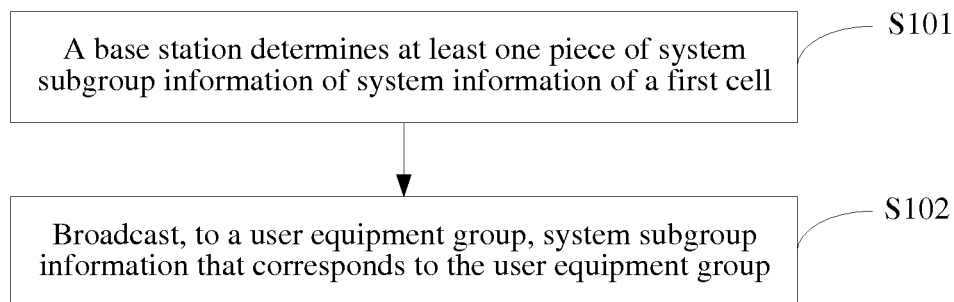 A base station determines at least one piece of system
subgroup information of system information of a first cell
S101
Broadcast, to a user equipment group, system subgroup
information that corresponds to the user equipment group
S102